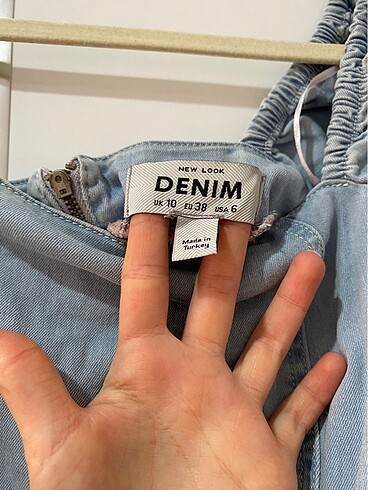 NEW LOOK
DENIM
UK 10 EU 38 USA 6
Made in
Turkey